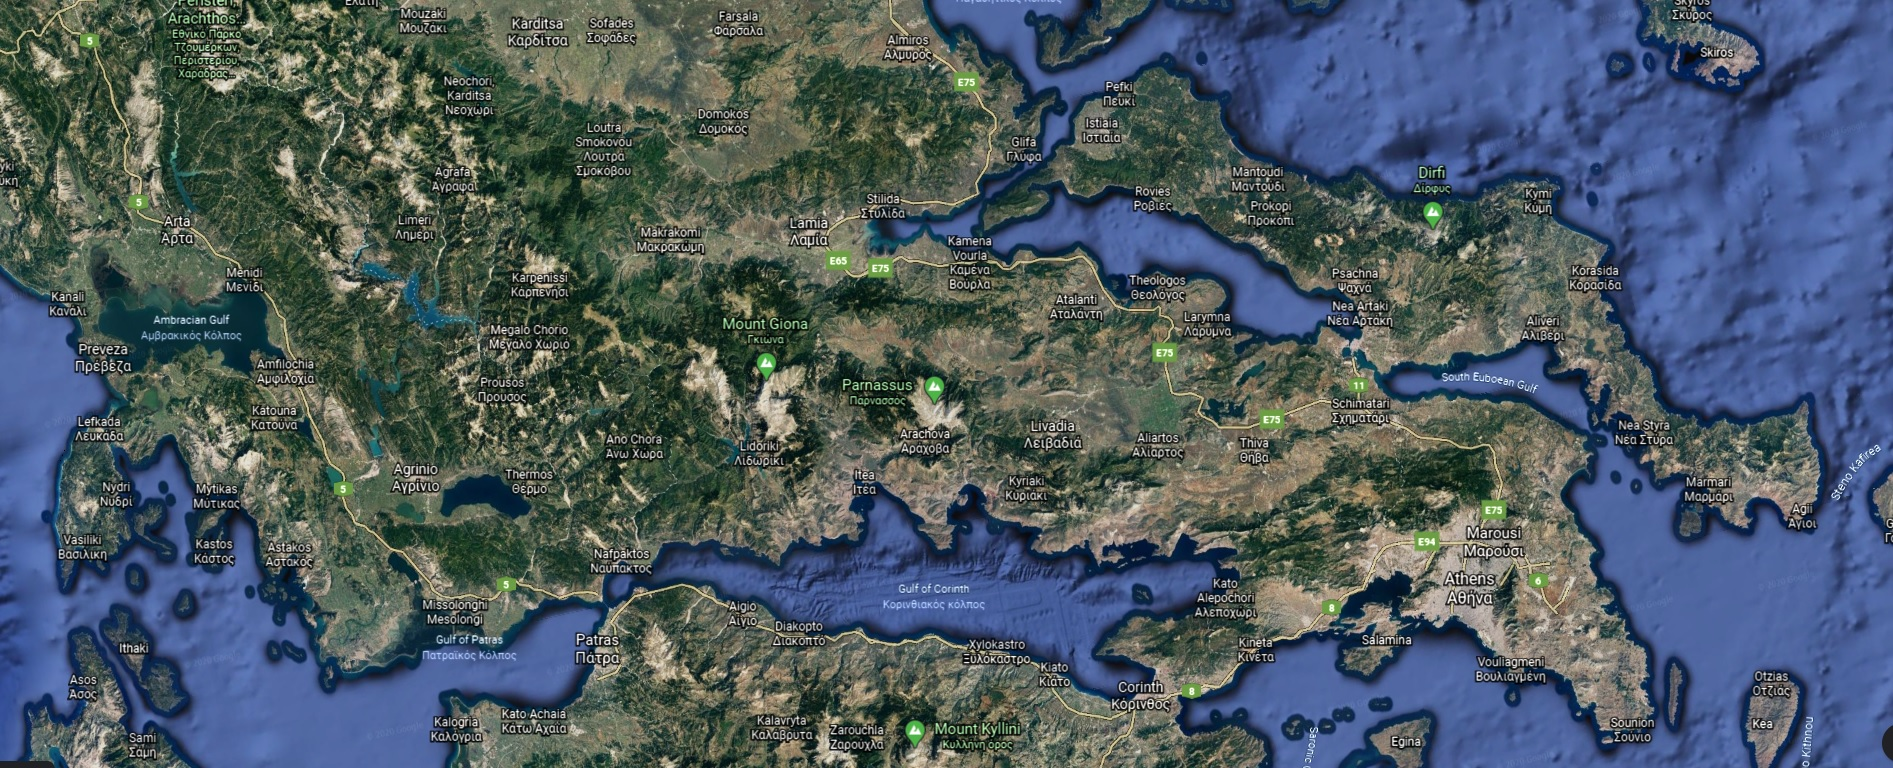 Παγασητικός Κόλπος
Skyros
Σκύρος
Skiros
Peristeri,
Arachthos...
Εθνικό Πάρκο
Τζουμέρκων,
Περιστερίου,
Χαράδρας...
Ελάτη
Mouzaki
Μουζάκι
Karditsa
Καρδίτσα
Sofades
Σοφάδες
Farsala
Φάρσαλα
Almiros
Αλμυρός
5
E75
Neochori,
Karditsa
Νεοχώρι
Domokos
Δομοκός
Pefki
Πευκί
Istiaia
Ιστιαία
Loutra
Smokovou
Λουτρά
Σμοκόβου
Glifa
Γλύφα
Agrafa
Άγραφα
Mantoudi
Μαντούδι
Dirfi
Δίρφυς
Kymi
Κύμη
Rovies
Ροβιές
Prokopi
Προκόπι
5
Arta
Άρτα
Limeri
Λημέρι
Makrakomi
Μακρακώμη
Lamia
Λαμία
Stilida
Στυλίδα
Kamena
Vourla
Καμένα
Βούρλα
E65
E75
Menidi
Μενίδι
Karpenissi
Καρπενήσι
Theologos
Θεολόγος
Psachna
Ψαχνά
Korasida
Κορασίδα
Kanali
Κανάλι
Ambracian Gulf
Αμβρακικός Κόλπος
Megalo Chorio
Μεγάλο Χωριό
Mount Giona
Γκιώνα
Atalanti
Αταλάντη
Larymna
Λάρυμνα
Nea Artaki
Νέα Αρτάκη
Aliveri
Αλιβέρι
Preveza
Πρέβεζα
Amfilochia
Αμφιλοχία
E75
Prousos
Προυσός
Parnassus
Παρνασσός
11
South Euboean Gulf
Katouna
Κατούνα
Schimatari
Σχηματάρι
E75
Lefkada
Λευκάδα
Ano Chora
Άνω Χώρα
Lidoriki
Λιδωρίκι
Arachova
Αράχοβα
Livadia
Λειβαδιά
Aliartos
Αλίαρτος
Thiva
Θήβα
Nea Styra
Νέα Στύρα
Agrinio
Αγρίνιο
Thermos
Θέρμο
Itea
Ιτέα
Kyriaki
Κυριάκι
Marmari
Μαρμάρι
Steno Kafirea
Nydri
Νυδρί
Mytikas
Μύτικας
5
E75
Agii
Άγιοι
Vasiliki
Βασιλική
Kastos
Κάστος
Astakos
Αστακός
Nafpaktos
Ναύπακτος
E94
Marousi
Μαρούσι
Athens
Αθήνα
6
5
Missolonghi
Mesolongi
Gulf of Corinth
Κορινθιακός κόλπος
Kato
Alepochori
Αλεποχώρι
8
Aigio
Αίγιο
Diakopto
Διακοπτό
Gulf of Patras
Πατραϊκός Κόλπος
Patras
Πάτρα
Xylokastro
Ξυλόκαστρο
Kineta
Κινέτα
Salamina
Ithaki
Kiato
Κιάτο
Vouliagmeni
Βουλιαγμένη
Asos
Άσος
Corinth
Κόρινθος
8
Otzias
Οτζιάς
Kalogria
Καλόγρια
Kato Achaia
Κάτω Αχαΐα
Kalavryta
Καλάβρυτα
Zarouchla
Ζαρούχλα
Mount Kyllini
Κυλλήνη όρος
Sounion
Σούνιο
Kea
Sami
Σάμη
Egina
Saronic
Kithnou